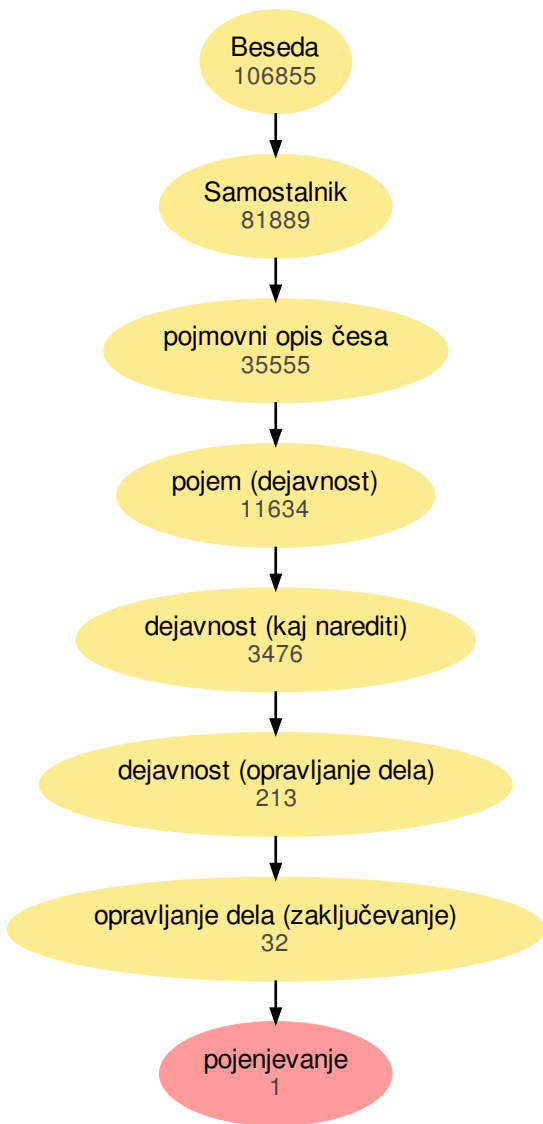 Beseda
106855
Samostalnik
81889
pojmovni opis česa
35555
pojem (dejavnost)
11634
dejavnost (kaj narediti)
3476
dejavnost (opravljanje dela)
213
opravljanje dela (zaključevanje)
32
pojenjevanje
1